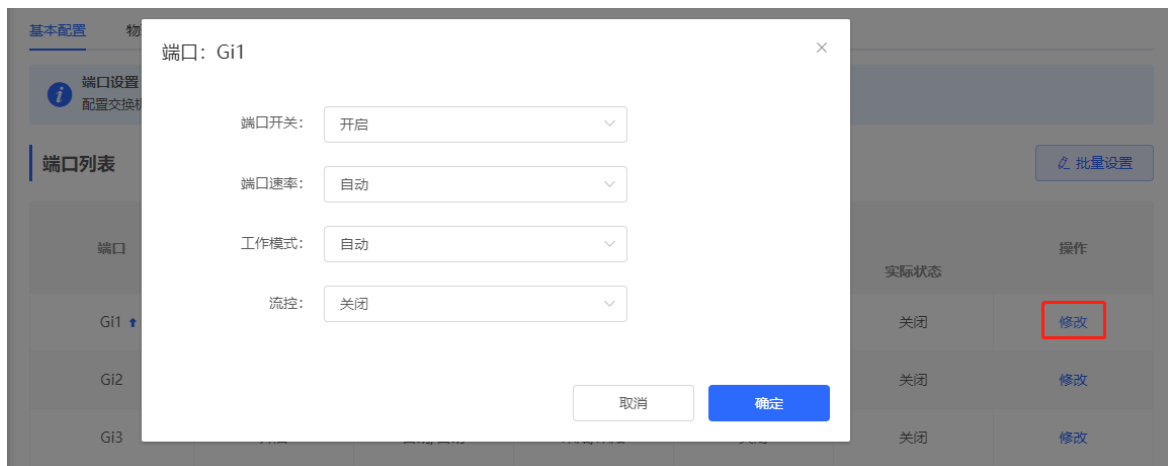 基本配置
物
端口：Gi1
端口设置
配置交换机
端口开关：
开启
端口列表
批量设置
端口速率：
自动
端口
工作模式：
自动
操作
实际状态
流控：
关闭
Gi1
关闭
修改
Gi2
关闭
修改
取消
确定
Gi3
关闭
修改